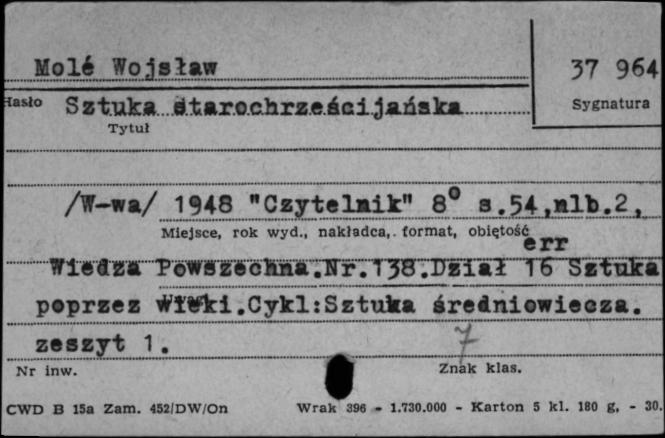 Molé Wojsław
37 964
Hasło Sztuka starochrześcijańska
Sygnatura
Tytuł
/W-wa/ 1948 "Czytelnik" 8° s.54,nlb.2,
Miejsce, rok wyd., nakładca, format, objętość
err
Wiedza Powszechna.Nr.138.Dział 16 Sztuka
poprzez wieki.Cykl:Sztuka średniowiecza.
zeszyt 1.
7
Nr inw.
Znak klas.
CWD B 15a Zam. 452/DW/On Wrak 396 - 1.730.000 - Karton 5 kl. 180 g, - 30.